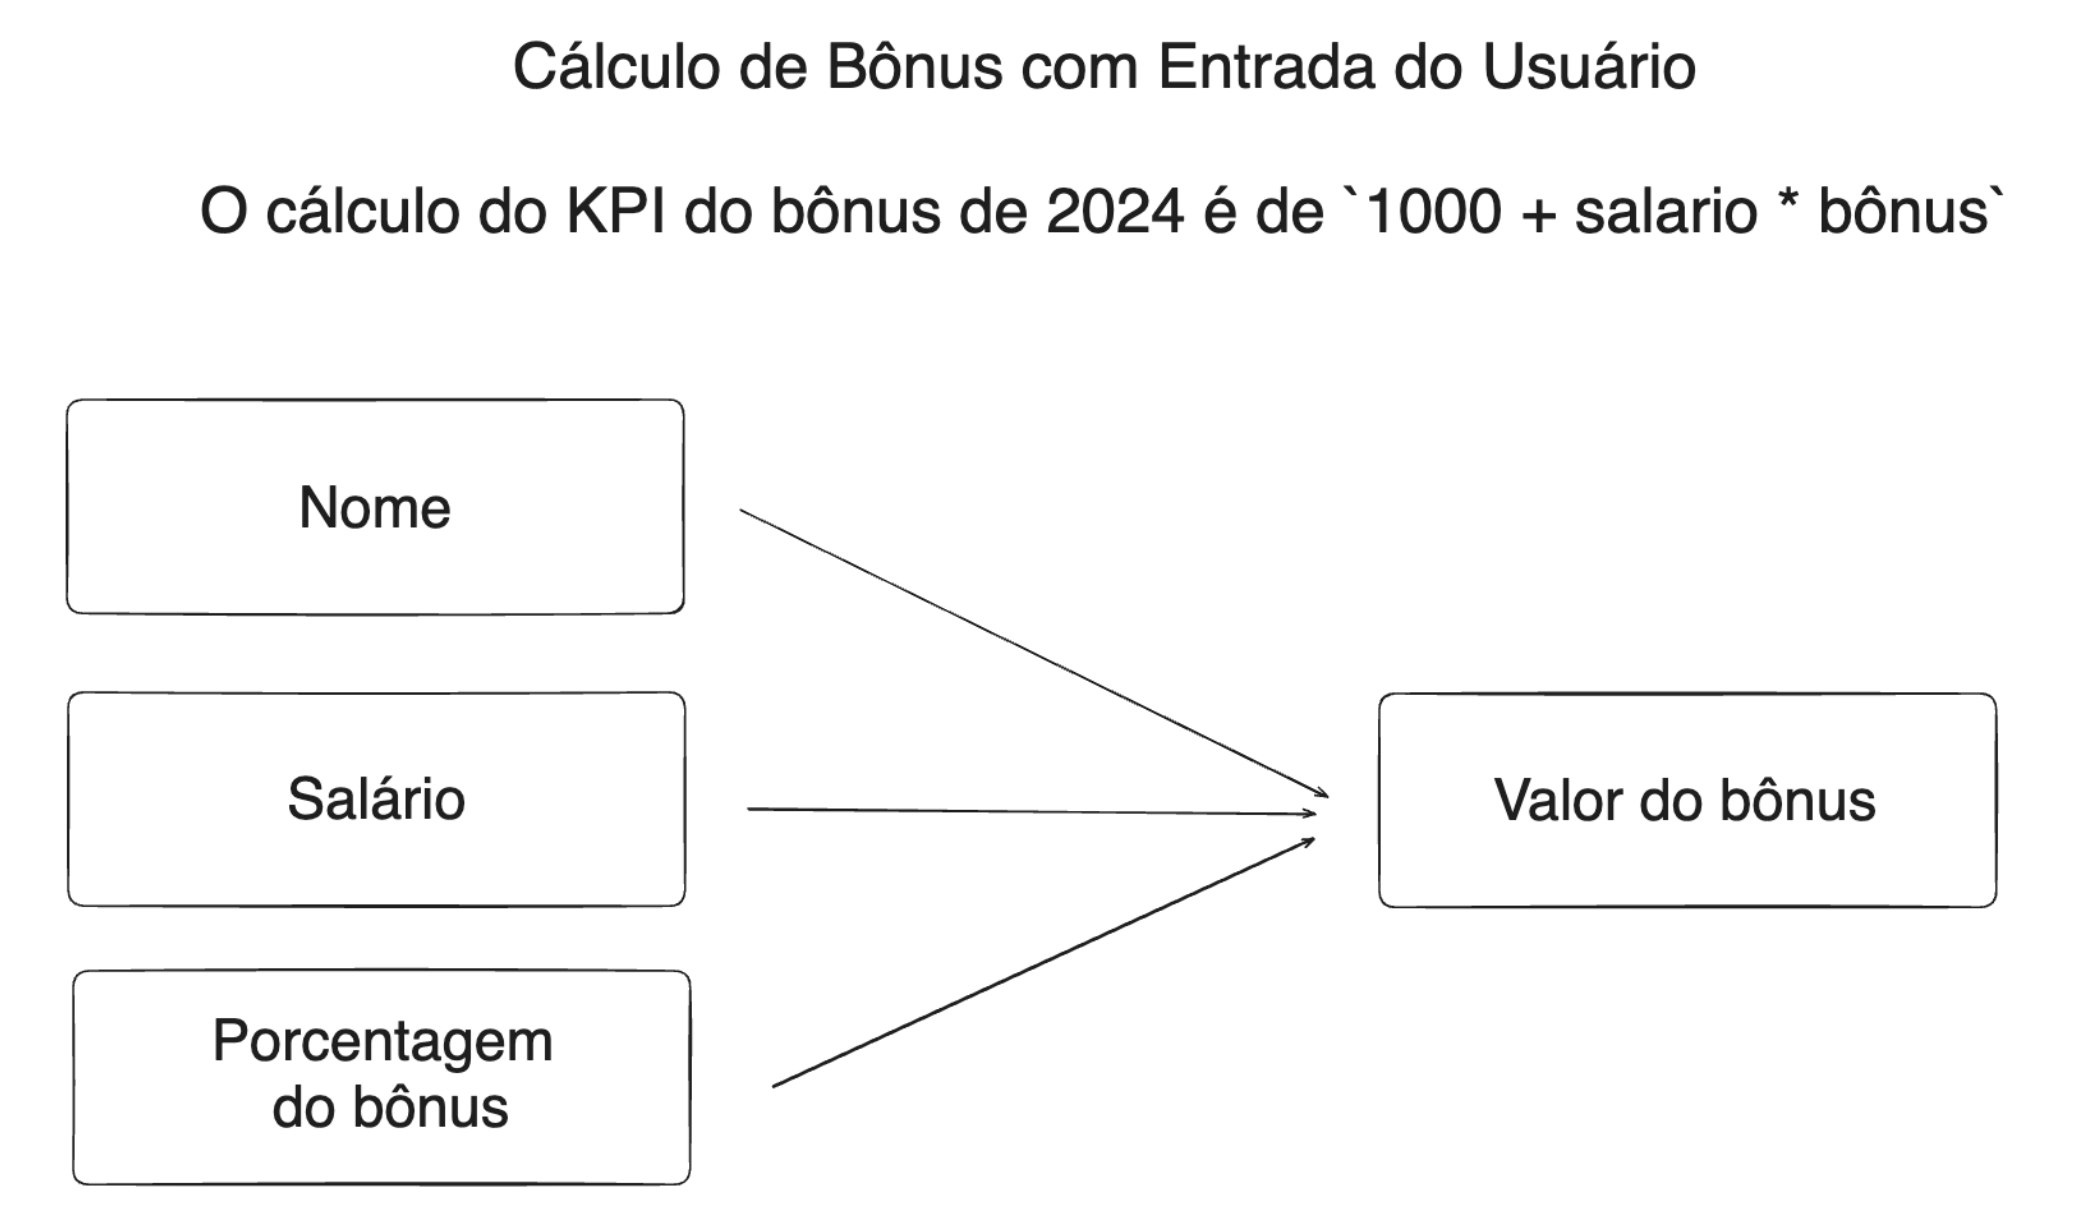 Cálculo de Bônus com Entrada do Usuário
O cálculo do KPI do bônus de 2024 é de `1000 + salario * bônus`
Nome
Salário
Valor do bônus
Porcentagem
do bônus